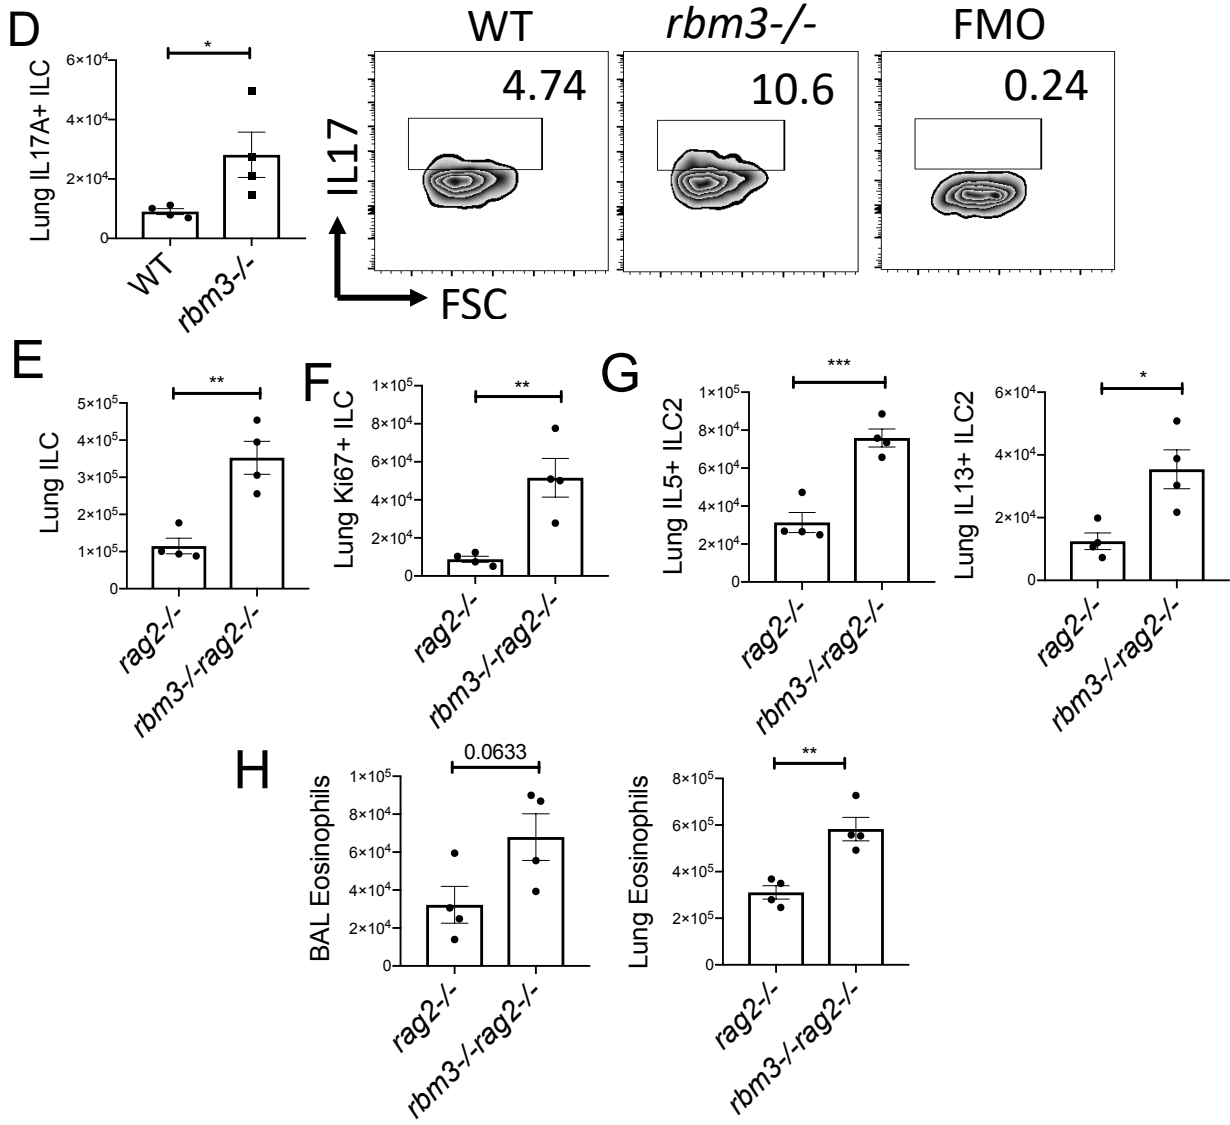 D
Lung IL17A+ ILC
6×10⁴
4×10⁴
2×10⁴
0
*
WT
rbm3-/-
WT
rbm3-/-
FMO
4.74
10.6
0.24
IL17
FSC
E
Lung ILC
5×10⁵
4×10⁵
3×10⁵
2×10⁵
1×10⁵
0
**
rag2-/-
rbm3-/-rag2-/-
F
Lung Ki67+ ILC
1×10⁵
8×10⁴
6×10⁴
4×10⁴
2×10⁴
0
**
rag2-/-
rbm3-/-rag2-/-
G
Lung IL5+ ILC2
1×10⁵
8×10⁴
6×10⁴
4×10⁴
2×10⁴
0
***
rag2-/-
rbm3-/-rag2-/-
Lung IL13+ ILC2
6×10⁴
4×10⁴
2×10⁴
0
*
rag2-/-
rbm3-/-rag2-/-
H
BAL Eosinophils
1×10⁵
8×10⁴
6×10⁴
4×10⁴
2×10⁴
0
0.0633
rag2-/-
rbm3-/-rag2-/-
Lung Eosinophils
8×10⁵
6×10⁵
4×10⁵
2×10⁵
0
**
rag2-/-
rbm3-/-rag2-/-